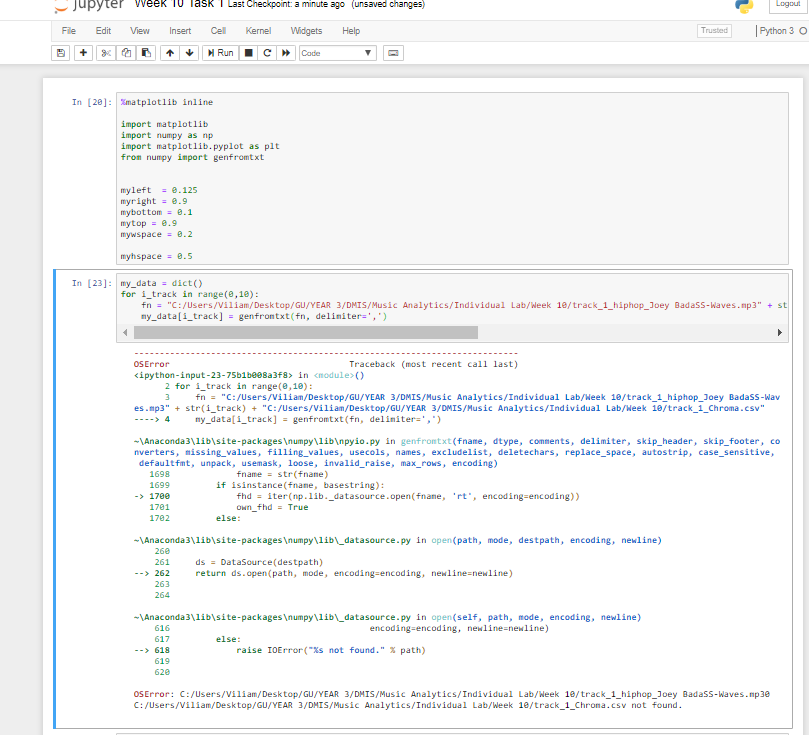 jupyter Week 10 Task 1 Last Checkpoint: a minute ago (unsaved changes)
Logout
File Edit View Insert Cell Kernel Widgets Help Trusted Python 3
Run Code
In [20]: %matplotlib inline
import matplotlib
import numpy as np
import matplotlib.pyplot as plt
from numpy import genfromtxt
myleft  = 0.125
myright = 0.9
mybottom = 0.1
mytop = 0.9
mywspace = 0.2
myhspace = 0.5
In [23]: my_data = dict()
for i_track in range(0,10):
fn = "C:/Users/Viliam/Desktop/GU/YEAR 3/DMIS/Music Analytics/Individual Lab/Week 10/track_1_hiphop_Joey BadaSS-Waves.mp3" + st
my_data[i_track] = genfromtxt(fn, delimiter=',')
---------------------------------------------------------------------------
OSError Traceback (most recent call last)
<ipython-input-23-75b1b008a3f8> in <module>()
2 for i_track in range(0,10):
3 fn = "C:/Users/Viliam/Desktop/GU/YEAR 3/DMIS/Music Analytics/Individual Lab/Week 10/track_1_hiphop_Joey BadaSS-Wav
es.mp3" + str(i_track) + "C:/Users/Viliam/Desktop/GU/YEAR 3/DMIS/Music Analytics/Individual Lab/Week 10/track_1_Chroma.csv"
----> 4 my_data[i_track] = genfromtxt(fn, delimiter=',')
~\Anaconda3\lib\site-packages\numpy\lib\npyio.py in genfromtxt(fname, dtype, comments, delimiter, skip_header, skip_footer, co
nverters, missing_values, filling_values, usecols, names, excludelist, deletechars, replace_space, autostrip, case_sensitive,
defaultfmt, unpack, usemask, loose, invalid_raise, max_rows, encoding)
1698 fname = str(fname)
1699 if isinstance(fname, basestring):
-> 1700 fhd = iter(np.lib._datasource.open(fname, 'rt', encoding=encoding))
1701 own_fhd = True
1702 else:
~\Anaconda3\lib\site-packages\numpy\lib\_datasource.py in open(path, mode, destpath, encoding, newline)
260
261 ds = DataSource(destpath)
--> 262 return ds.open(path, mode, encoding=encoding, newline=newline)
263
264
~\Anaconda3\lib\site-packages\numpy\lib\_datasource.py in open(self, path, mode, encoding, newline)
616 encoding=encoding, newline=newline)
617 else:
--> 618 raise IOError("%s not found." % path)
619
620
OSError: C:/Users/Viliam/Desktop/GU/YEAR 3/DMIS/Music Analytics/Individual Lab/Week 10/track_1_hiphop_Joey BadaSS-Waves.mp30
C:/Users/Viliam/Desktop/GU/YEAR 3/DMIS/Music Analytics/Individual Lab/Week 10/track_1_Chroma.csv not found.